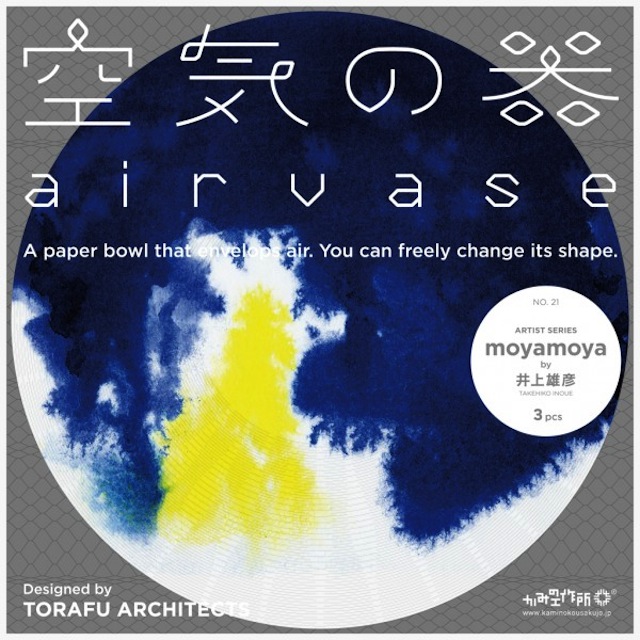 空気の器
airvase
A paper bowl that envelops air. You can freely change its shape.
NO. 21
ARTIST SERIES
moyamoya
by
井上雄彦
TAKEHIKO INOUE
3 pcs
Designed by
TORAFU ARCHITECTS
かみの工作所®
www.kaminokousakujo.jp